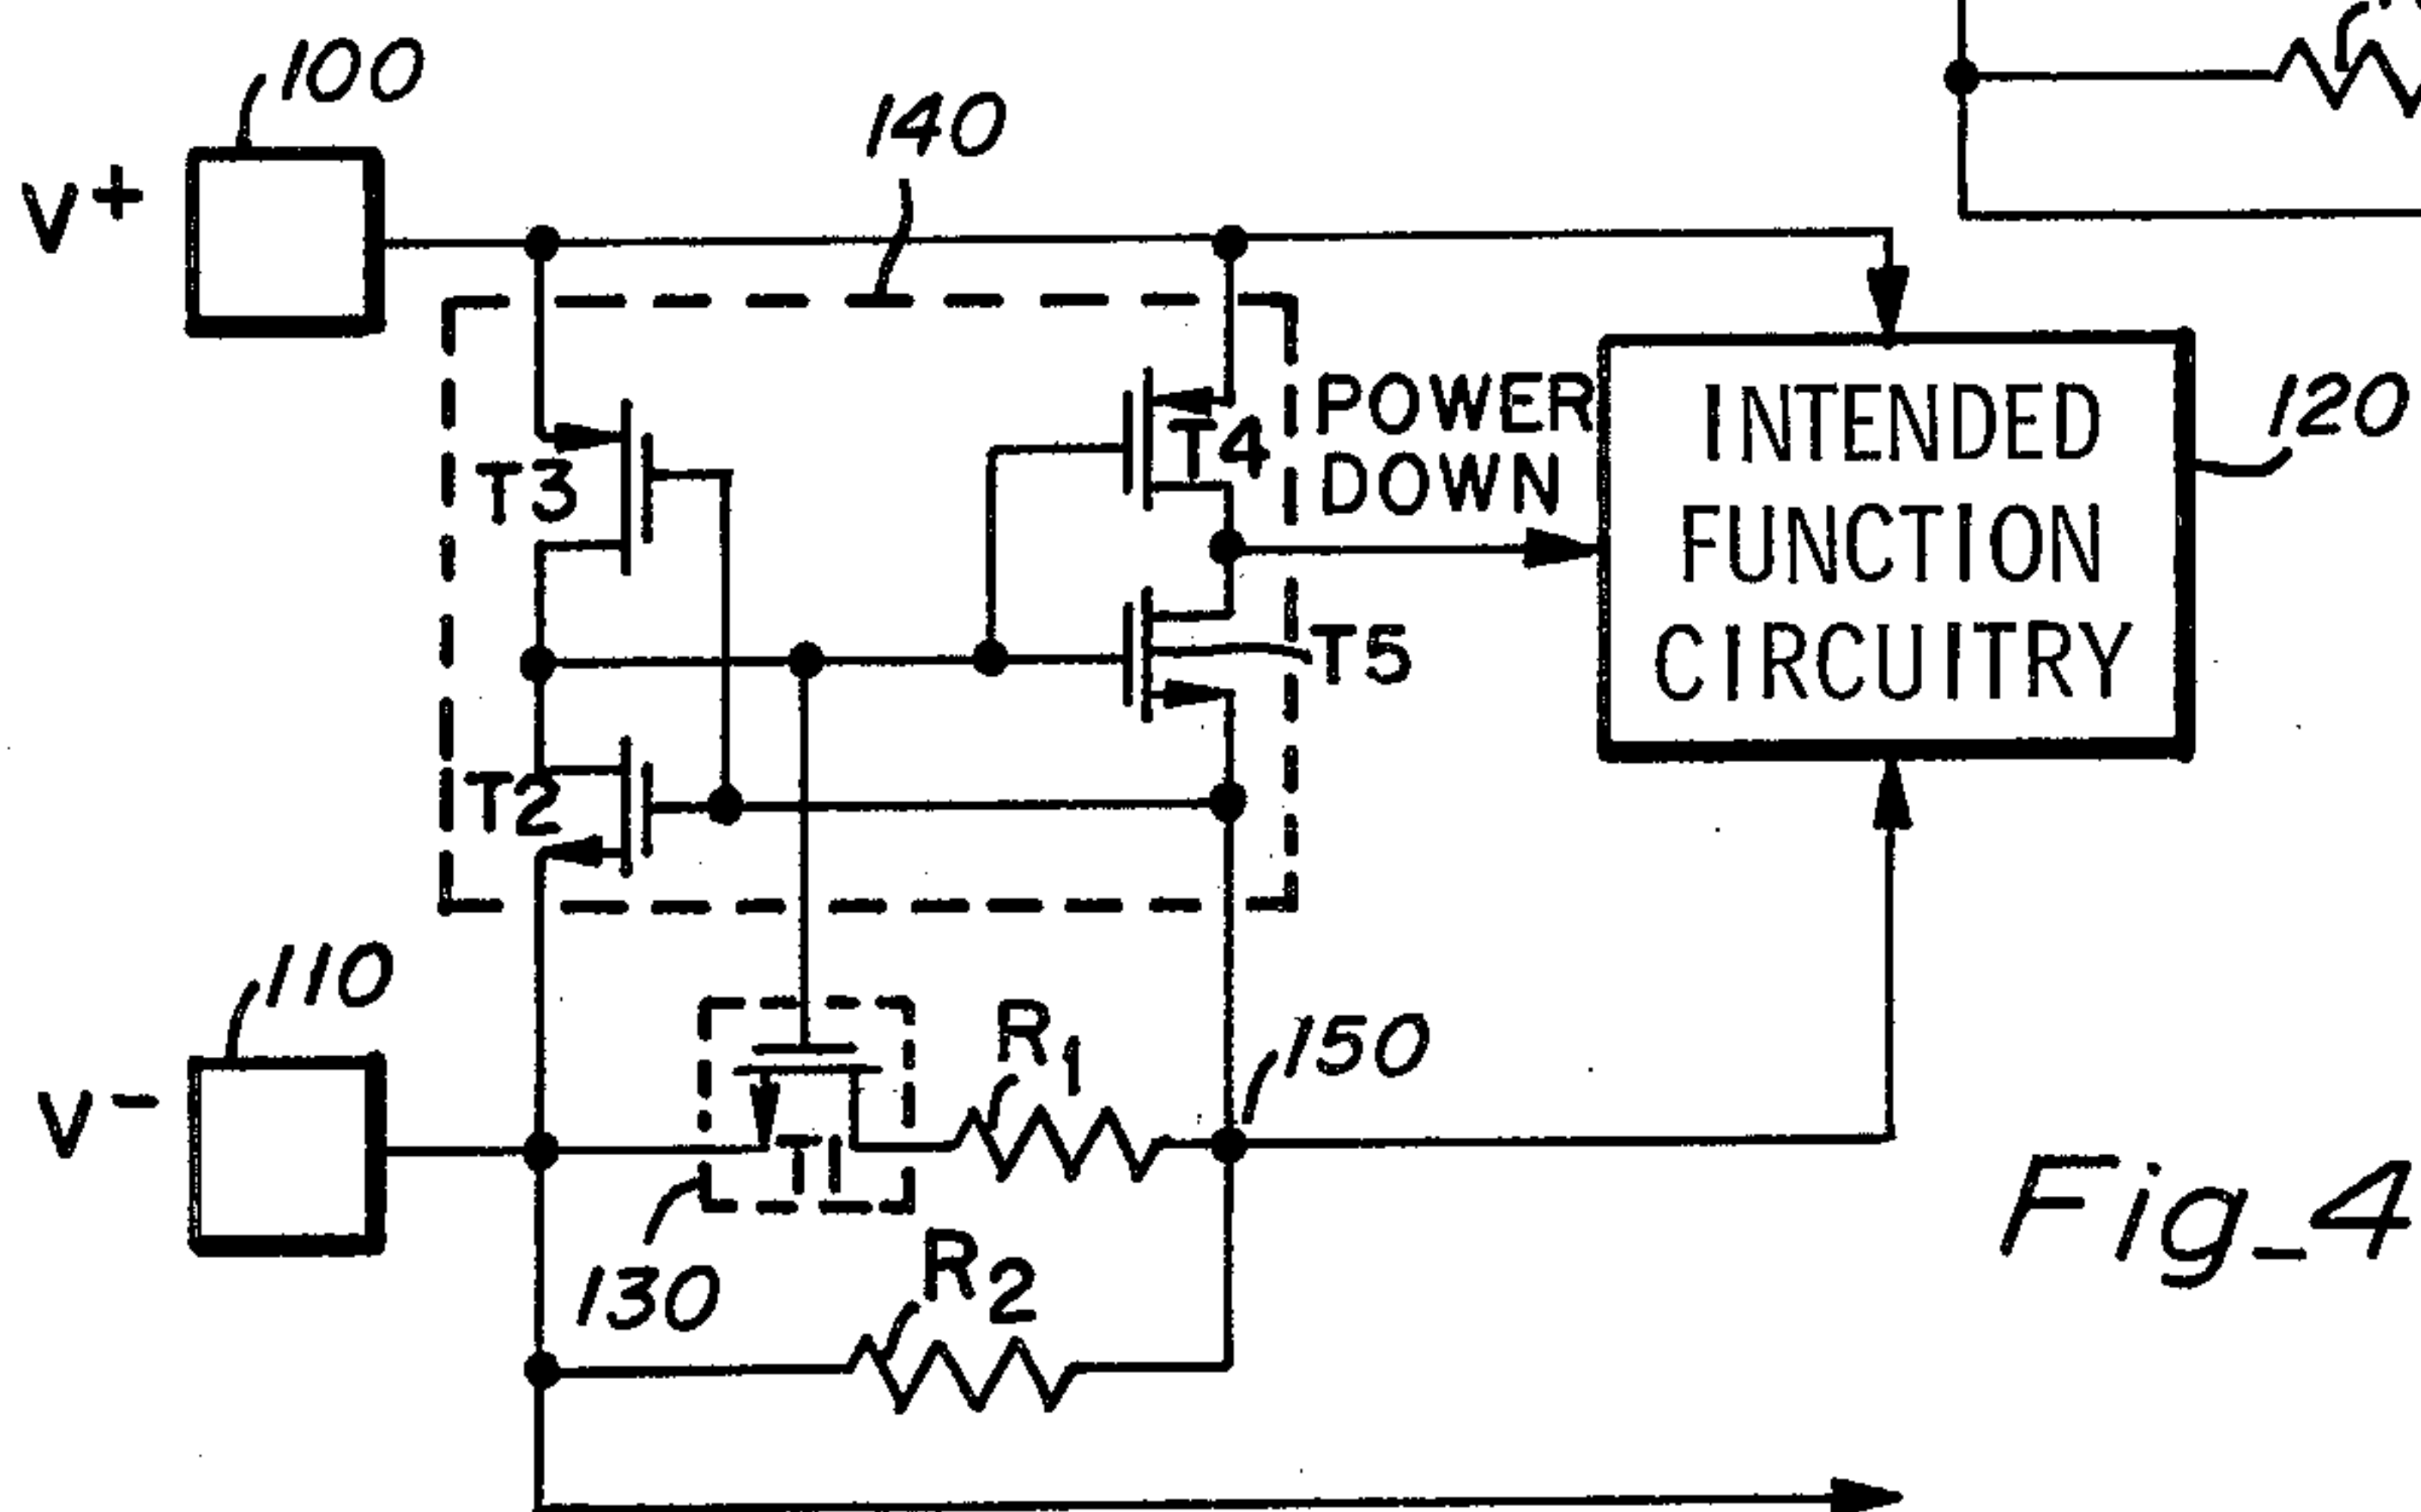 100
140
V+
T3
T4
POWER
DOWN
INTENDED
FUNCTION
CIRCUITRY
120
T5
T2
110
V-
T1
R1
150
130
R2
Fig_4